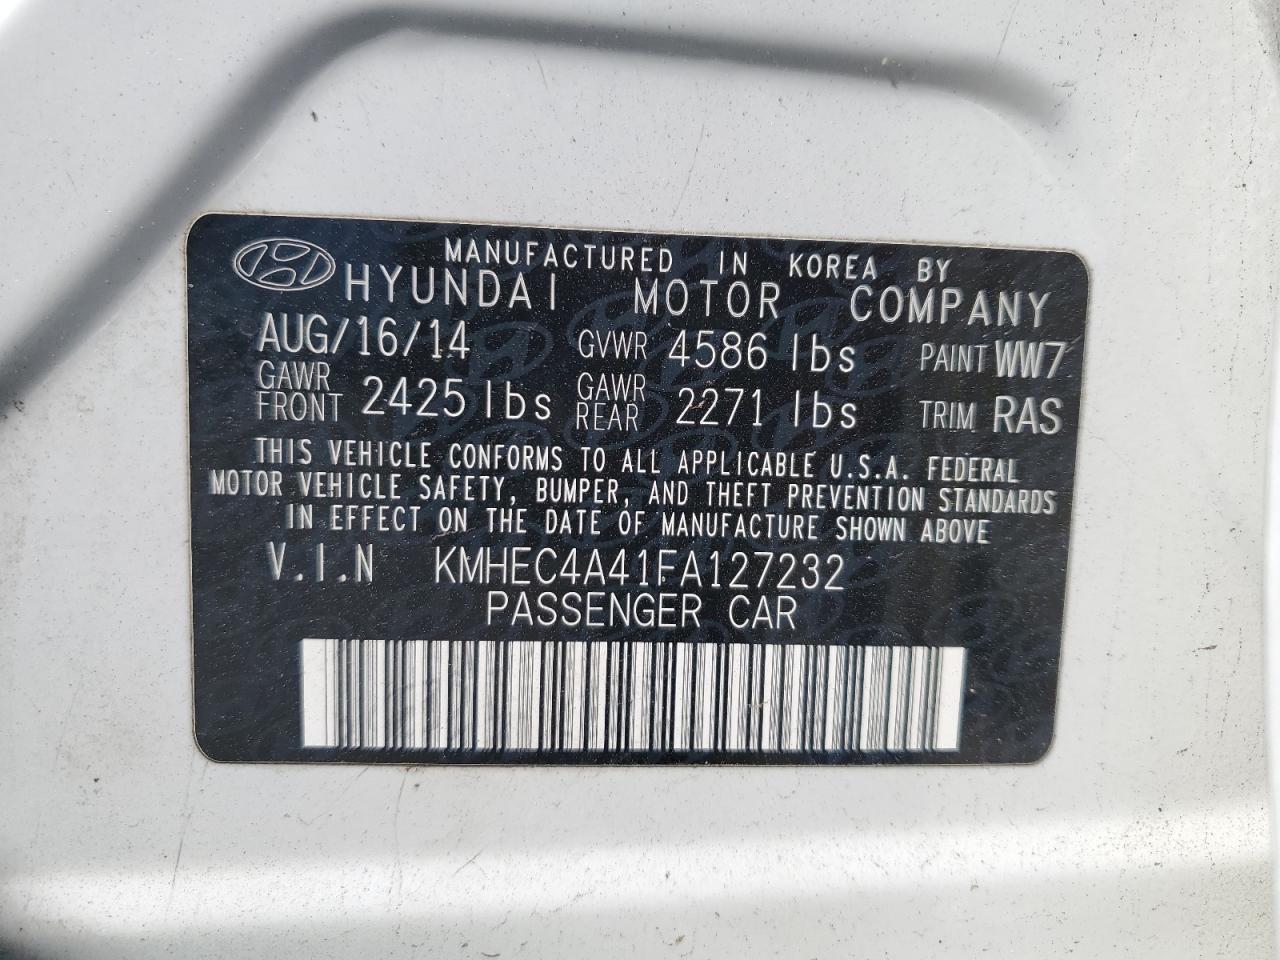 MANUFACTURED IN KOREA BY
HYUNDAI MOTOR COMPANY
AUG/16/14 GVWR 4586 lbs PAINT WW7
GAWR FRONT 2425 lbs GAWR REAR 2271 lbs TRIM RAS
THIS VEHICLE CONFORMS TO ALL APPLICABLE U.S.A. FEDERAL
MOTOR VEHICLE SAFETY, BUMPER, AND THEFT PREVENTION STANDARDS
IN EFFECT ON THE DATE OF MANUFACTURE SHOWN ABOVE
V.I.N KMHEC4A41FA127232
PASSENGER CAR